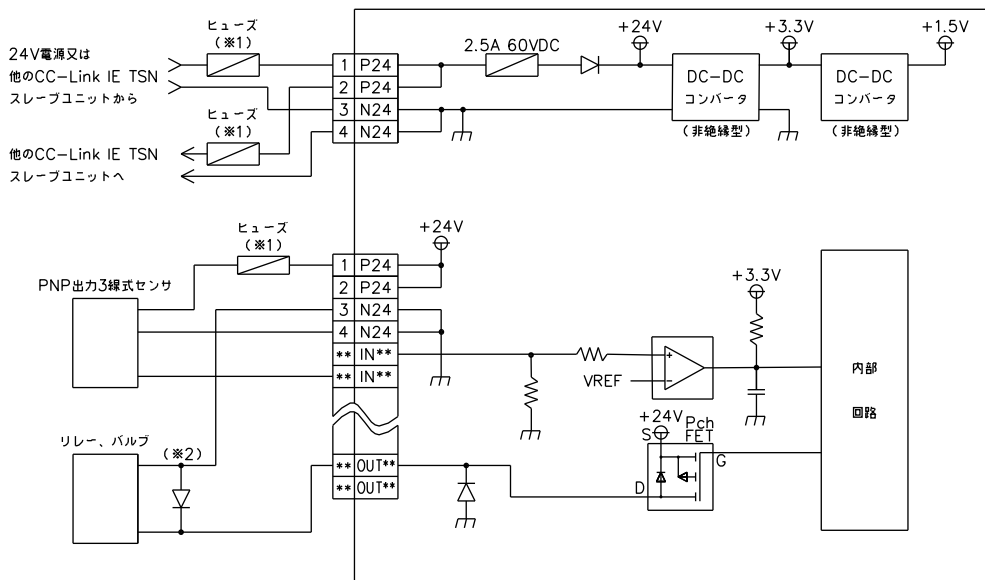 ヒューズ
(※1)
24V電源又は
他のCC-Link IE TSN
スレーブユニットから
ヒューズ
(※1)
他のCC-Link IE TSN
スレーブユニットへ
1 P24
2 P24
3 N24
4 N24
2.5A 60VDC
+24V
DC-DC
コンバータ
(非絶縁型)
+3.3V
DC-DC
コンバータ
(非絶縁型)
+1.5V
ヒューズ
(※1)
+24V
PNP出力3線式センサ
1 P24
2 P24
3 N24
4 N24
** IN**
** IN**
リレー、バルブ
(※2)
** OUT**
** OUT**
VREF
+
-
+3.3V
+24V
S
Pch
FET
G
D
内部
回路